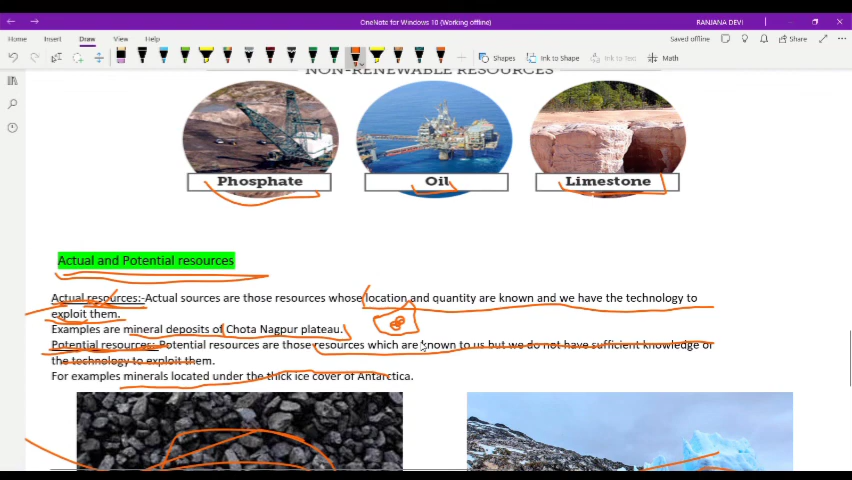 OneNote for Windows 10 (Working offline)
RANJANA DEVI
Home Insert Draw View Help Class Notebook
Saved offline
Share
Shapes
Ink to Shape
Ink to Text
Math
NON-RENEWABLE RESOURCES
Phosphate
Oil
Limestone
Actual and Potential resources
Actual resources:-Actual sources are those resources whose location and quantity are known and we have the technology to
exploit them.
Examples are mineral deposits of Chota Nagpur plateau.
Potential resources: Potential resources are those resources which are known to us but we do not have sufficient knowledge or
the technology to exploit them.
For examples minerals located under the thick ice cover of Antarctica.